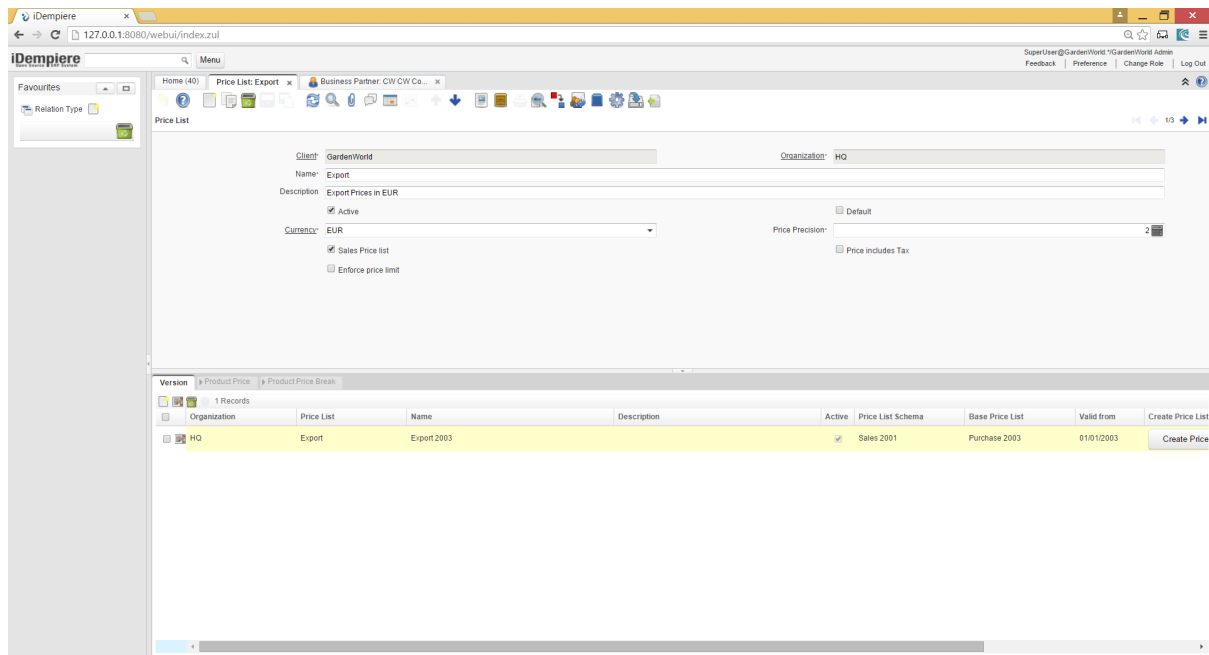 iDempiere
127.0.0.1:8080/webui/index.zul
iDempiere
Menu
SuperUser@GardenWorld.*/GardenWorld Admin
Feedback | Preference | Change Role | Log Out
Favourites
Home (40) Price List: Export x Business Partner: CW CW Co... x
Relation Type
Price List
1/3
Client* GardenWorld Organization* HQ
Name* Export
Description Export Prices in EUR
Active Default
Currency* EUR Price Precision* 2
Sales Price list Price includes Tax
Enforce price limit
Version Product Price Product Price Break
1 Records
Organization Price List Name Description Active Price List Schema Base Price List Valid from Create Price List
HQ Export Export 2003 Sales 2001 Purchase 2003 01/01/2003 Create Price